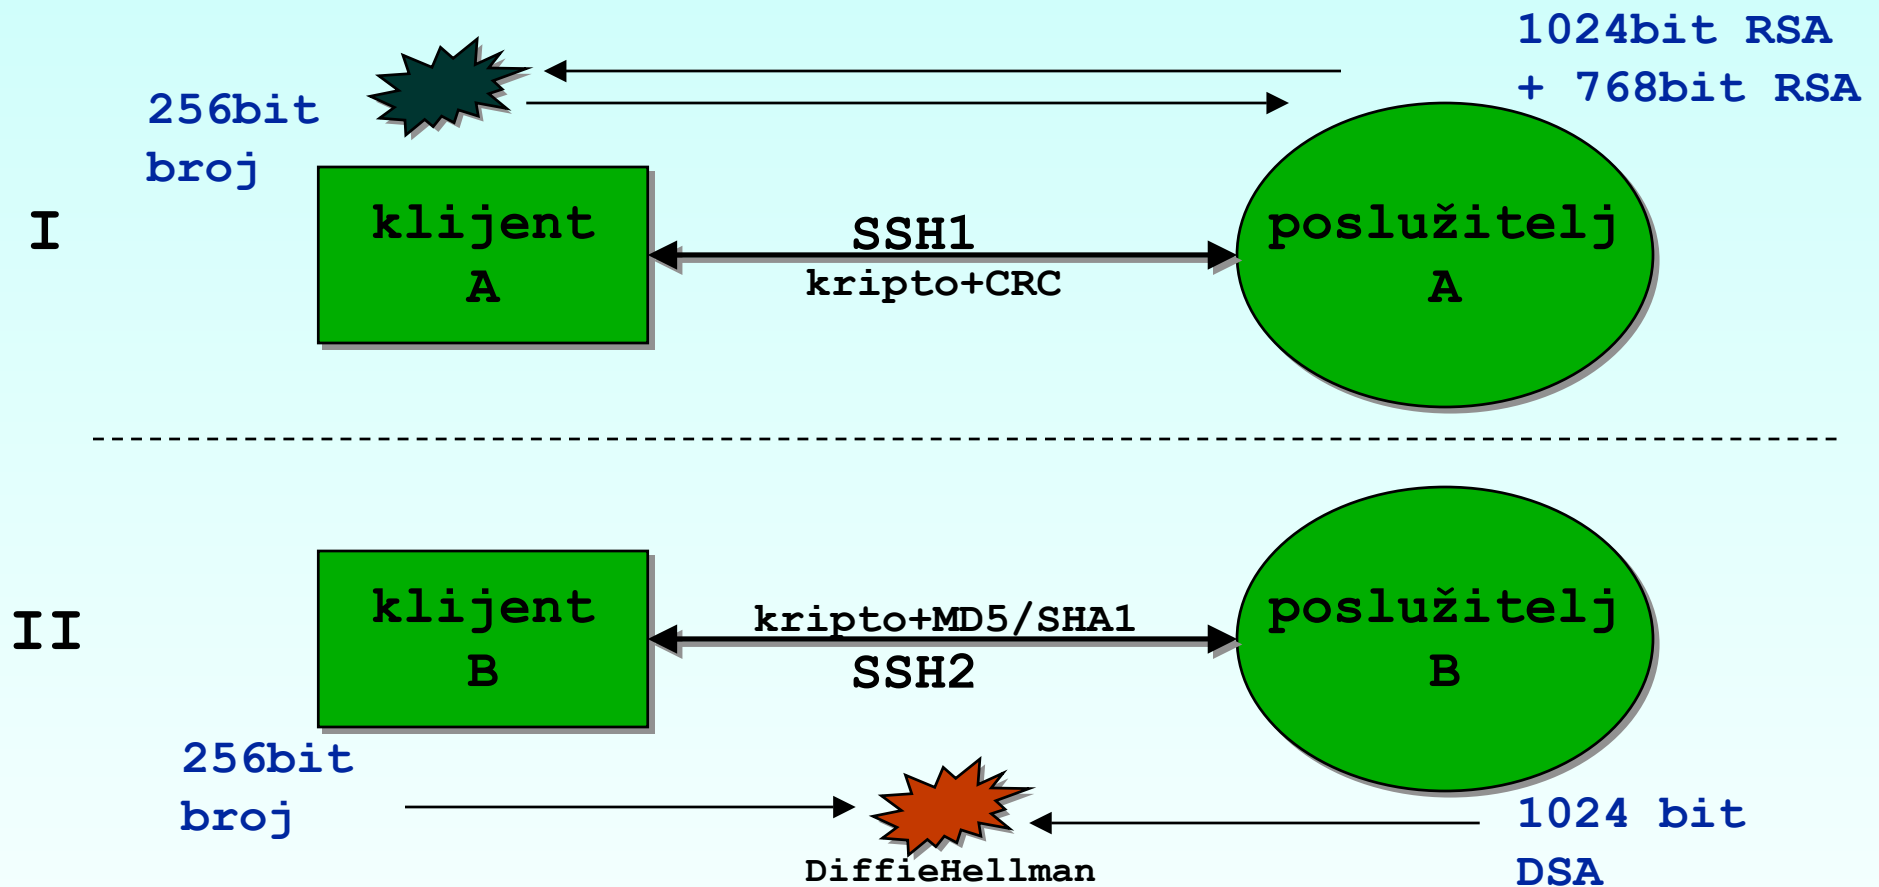 1024bit RSA
+ 768bit RSA
256bit
broj
I
klijent
A
SSH1
kripto+CRC
poslužitelj
A
II
klijent
B
kripto+MD5/SHA1
SSH2
poslužitelj
B
256bit
broj
DiffieHellman
1024 bit
DSA